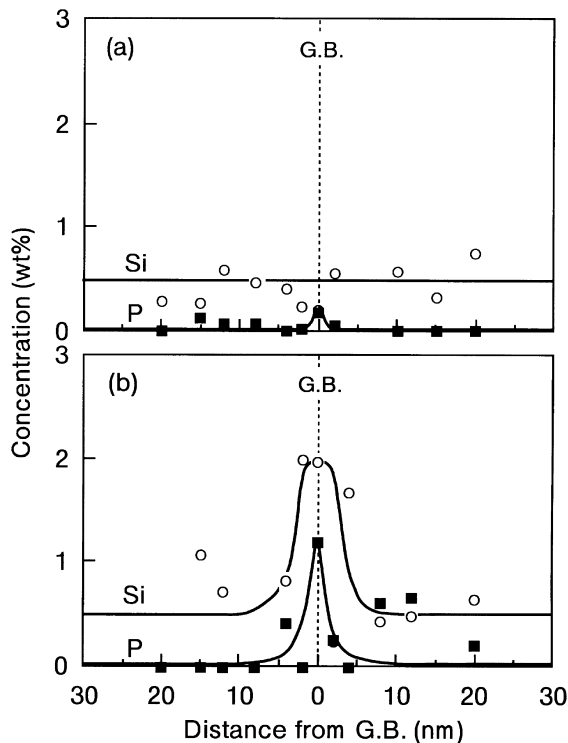 3
(a)
G.B.
2
1
Si
P
0
3
(b)
G.B.
2
1
Si
P
0
30 20 10 0 10 20 30
Distance from G.B. (nm)
Concentration (wt%)